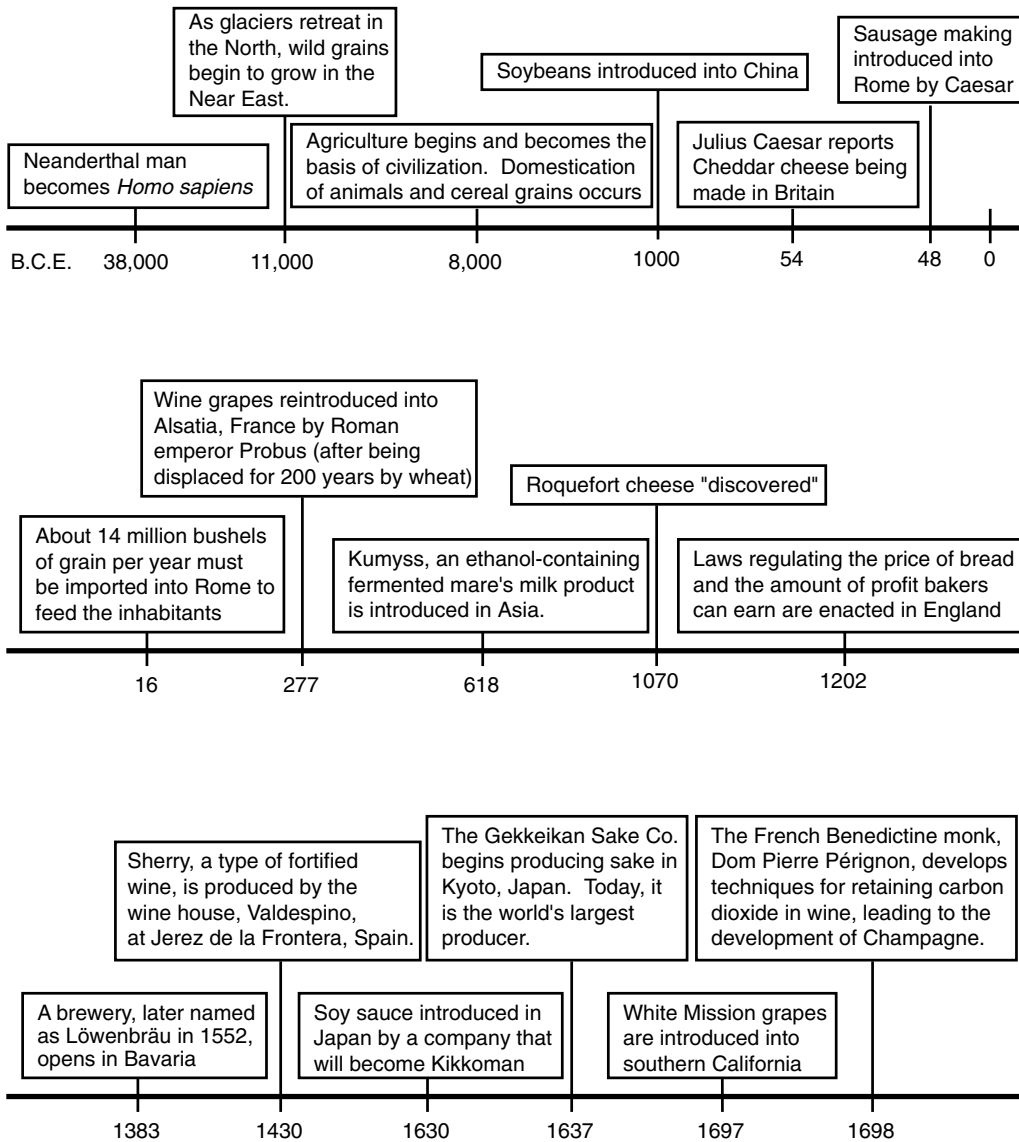 As glaciers retreat in
the North, wild grains
begin to grow in the
Near East.
Soybeans introduced into China
Sausage making
introduced into
Rome by Caesar
Neanderthal man
becomes Homo sapiens
Agriculture begins and becomes the
basis of civilization.  Domestication
of animals and cereal grains occurs
Julius Caesar reports
Cheddar cheese being
made in Britain
B.C.E. 38,000 11,000 8,000 1000 54 48 0
Wine grapes reintroduced into
Alsatia, France by Roman
emperor Probus (after being
displaced for 200 years by wheat)
Roquefort cheese "discovered"
About 14 million bushels
of grain per year must
be imported into Rome to
feed the inhabitants
Kumyss, an ethanol-containing
fermented mare's milk product
is introduced in Asia.
Laws regulating the price of bread
and the amount of profit bakers
can earn are enacted in England
16 277 618 1070 1202
Sherry, a type of fortified
wine, is produced by the
wine house, Valdespino,
at Jerez de la Frontera, Spain.
The Gekkeikan Sake Co.
begins producing sake in
Kyoto, Japan.  Today, it
is the world's largest
producer.
The French Benedictine monk,
Dom Pierre Pérignon, develops
techniques for retaining carbon
dioxide in wine, leading to the
development of Champagne.
A brewery, later named
as Löwenbräu in 1552,
opens in Bavaria
Soy sauce introduced in
Japan by a company that
will become Kikkoman
White Mission grapes
are introduced into
southern California
1383 1430 1630 1637 1697 1698